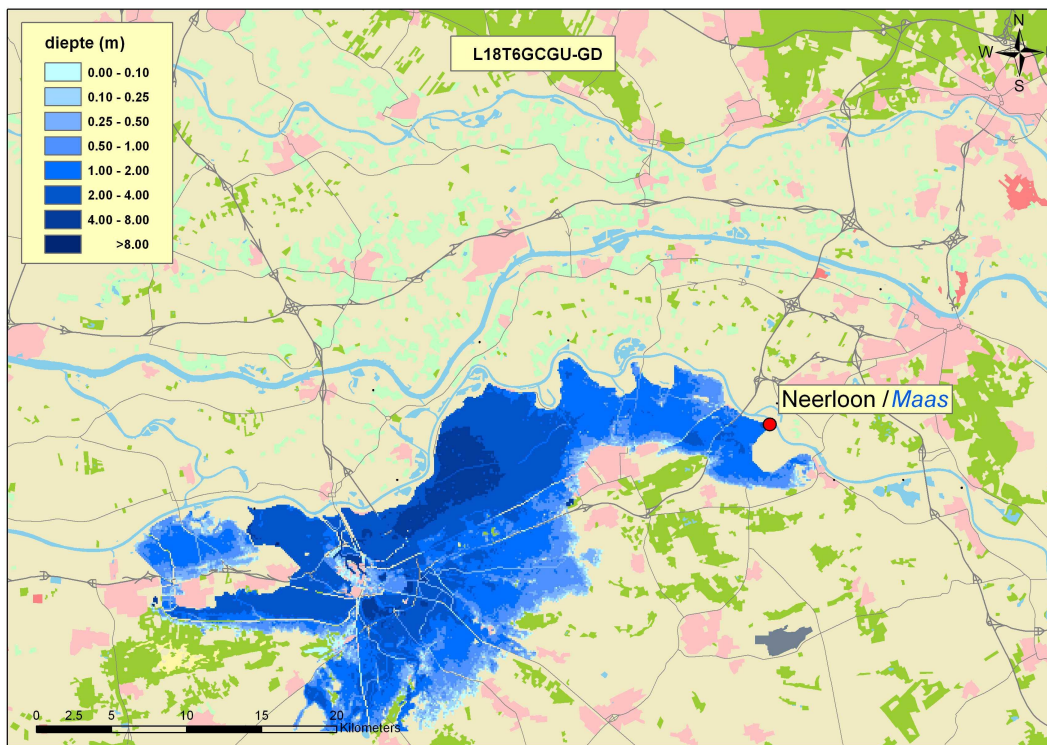 diepte (m)
0.00 - 0.10
0.10 - 0.25
0.25 - 0.50
0.50 - 1.00
1.00 - 2.00
2.00 - 4.00
4.00 - 8.00
>8.00
L18T6GCGU-GD
N
W E
S
Neerloon / Maas
0 2.5 5 10 15 20
Kilometers